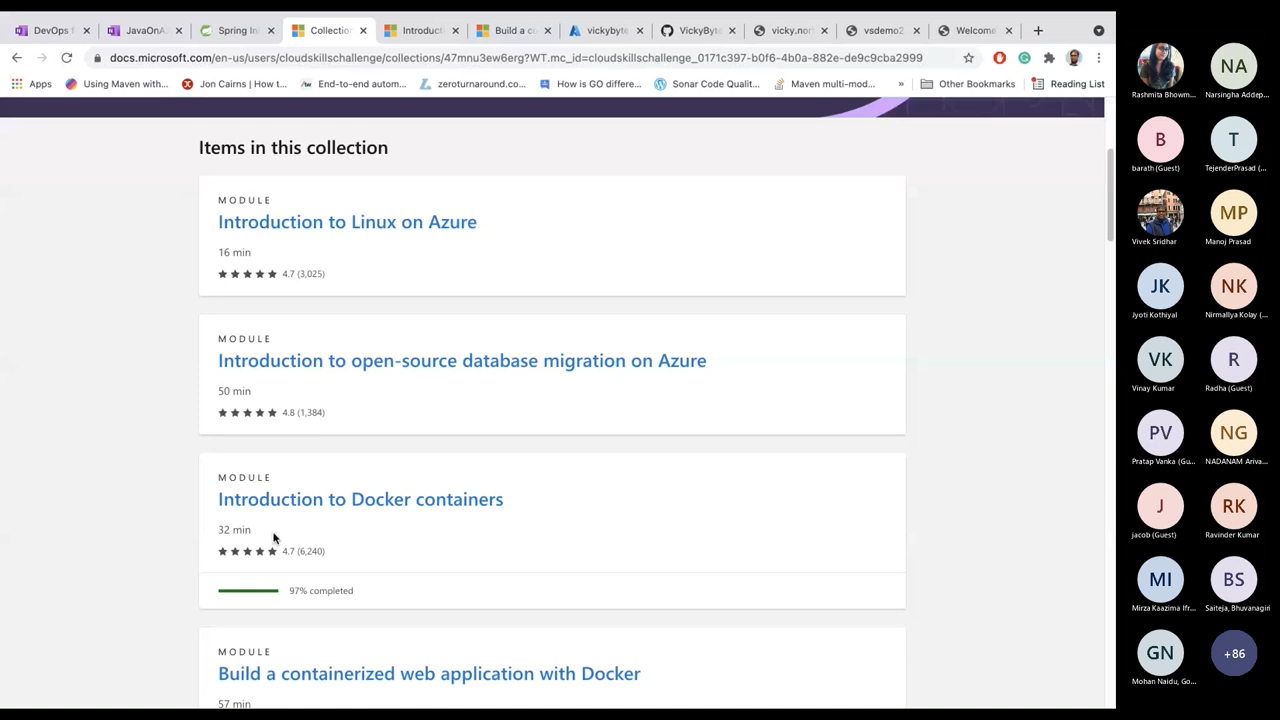 DevOps f
JavaOnA
Spring In
Collectio
Introduct
Build a co
vickybyte
VickyByte
vicky.nor
vsdemo2
Welcome
docs.microsoft.com/en-us/users/cloudskillschallenge/collections/47mnu3ew6erg?WT.mc_id=cloudskillschallenge_0171c397-b0f6-4b0a-882e-de9c9cba2999
Apps
Using Maven with...
Jon Cairns | How t...
End-to-end autom...
zeroturnaround.co...
How is GO differe...
Sonar Code Qualit...
Maven multi-mod...
»
Other Bookmarks
Reading List
Items in this collection
MODULE
Introduction to Linux on Azure
16 min
4.7 (3,025)
MODULE
Introduction to open-source database migration on Azure
50 min
4.8 (1,384)
MODULE
Introduction to Docker containers
32 min
4.7 (6,240)
97% completed
MODULE
Build a containerized web application with Docker
57 min
Rashmita Bhowm...
NA
Narsingha Addep...
B
barath (Guest)
T
TejenderPrasad (...
Vivek Sridhar
MP
Manoj Prasad
JK
Jyoti Kothiyal
NK
Nirmallya Kolay (...
VK
Vinay Kumar
R
Radha (Guest)
PV
Pratap Vanka (Gu...
NG
NADANAM Ariva...
J
jacob (Guest)
RK
Ravinder Kumar
MI
Mirza Kaazima Ifr...
BS
Saiteja, Bhuvanagiri
GN
Mohan Naidu, Go...
+86